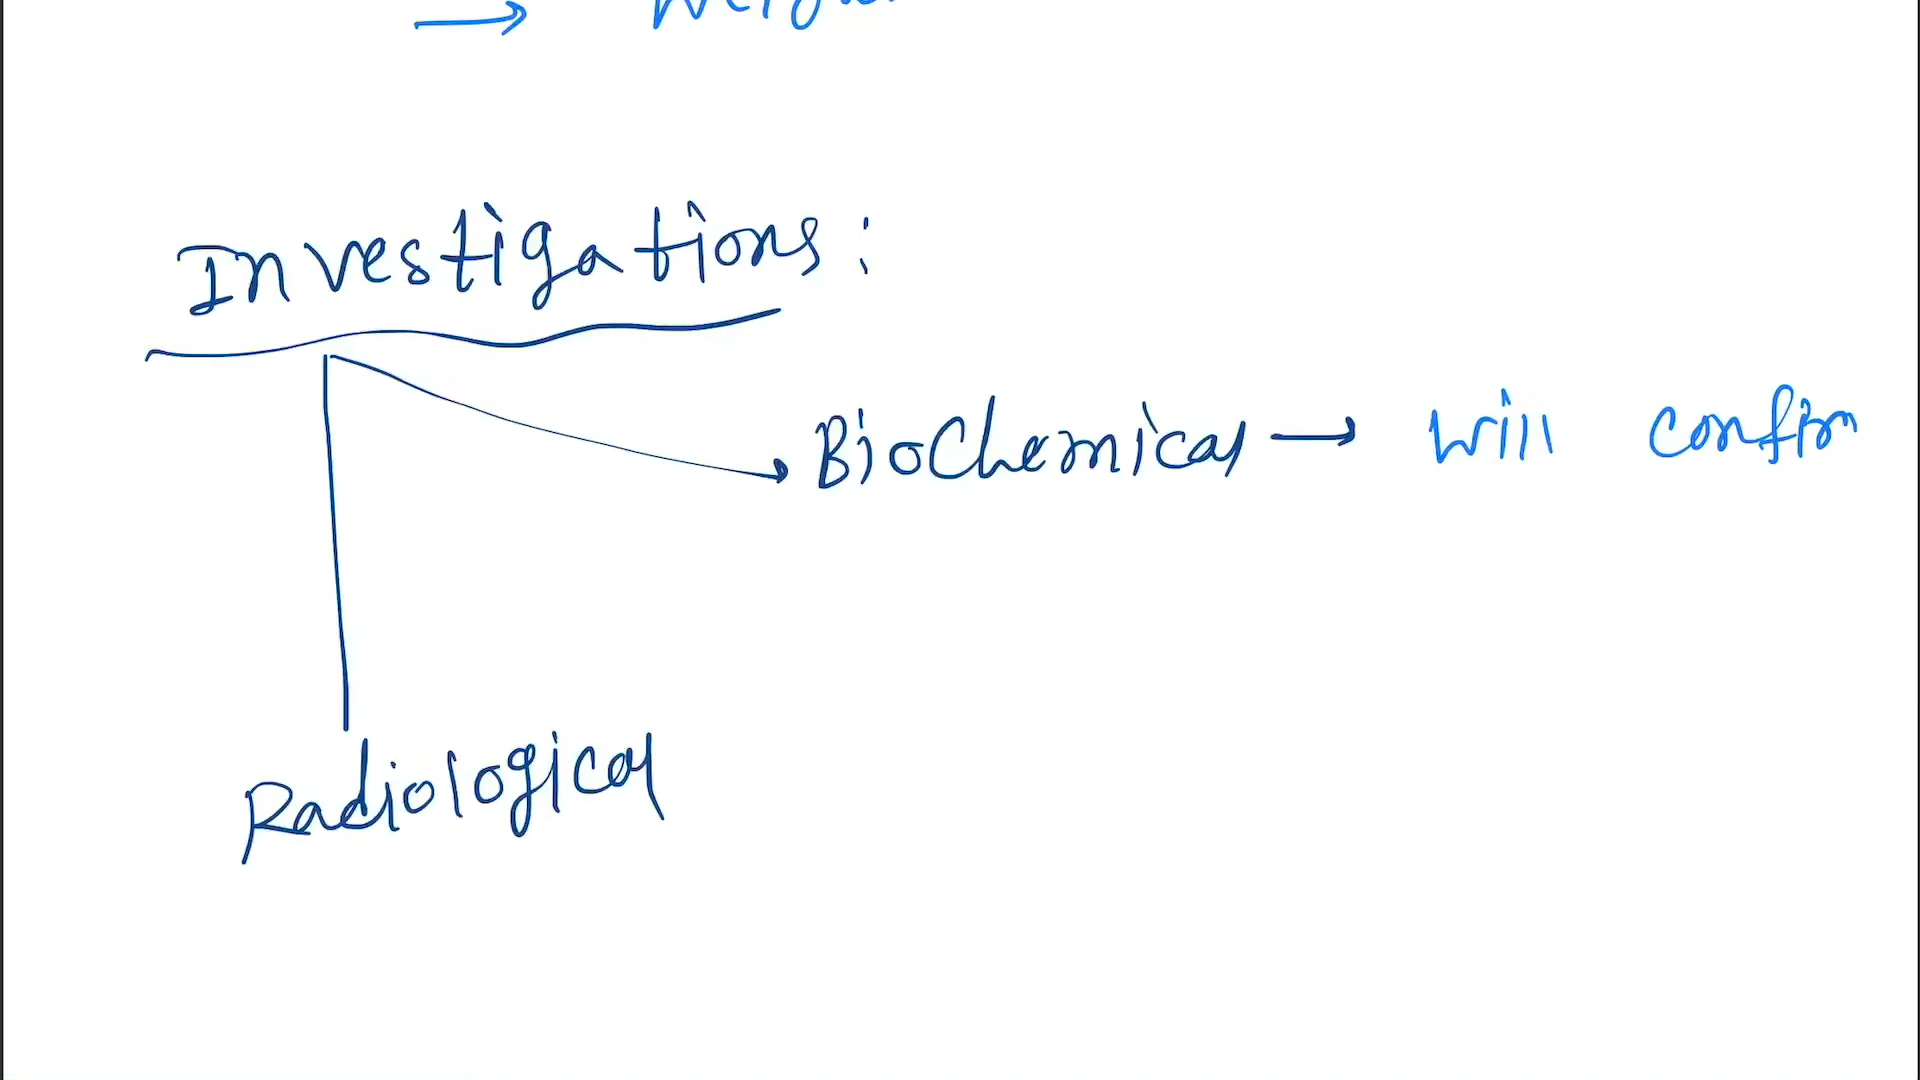 →
Investigations:
BioChemical → will confirm
Radiological